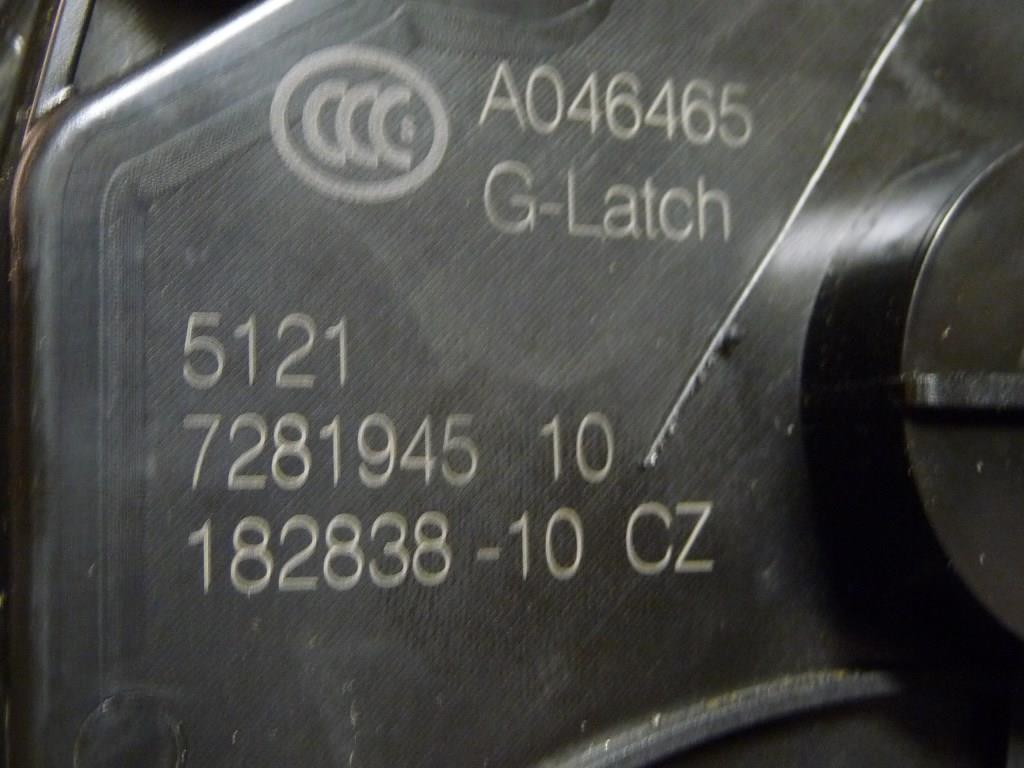 CCC S A046465
G-Latch
5121
7281945 10
182838 -10 CZ